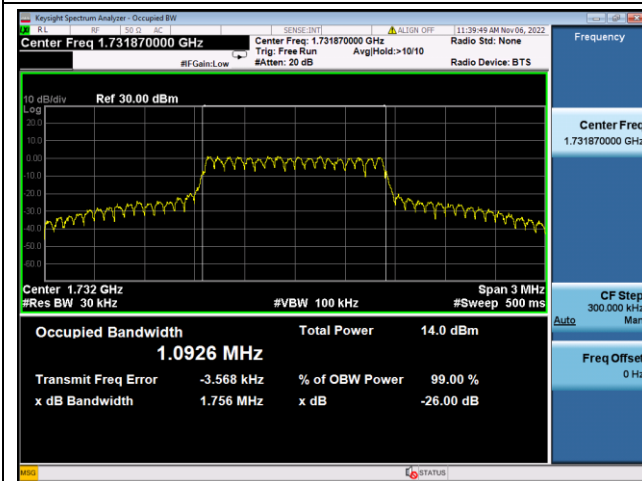 Keysight Spectrum Analyzer - Occupied BW
RL RF 50 Ω AC SENSE:INT ALIGN OFF 11:39:49 AM Nov 06, 2022
Center Freq 1.731870000 GHz Center Freq: 1.731870000 GHz Radio Std: None
Trig: Free Run Avg|Hold:>10/10
#IFGain:Low #Atten: 20 dB Radio Device: BTS
10 dB/div Ref 30.00 dBm
Log
20.0
10.0
0.00
-10.0
-20.0
-30.0
-40.0
-50.0
-60.0
Center 1.732 GHz Span 3 MHz
#Res BW 30 kHz #VBW 100 kHz #Sweep 500 ms
Occupied Bandwidth Total Power 14.0 dBm
1.0926 MHz
Transmit Freq Error -3.568 kHz % of OBW Power 99.00 %
x dB Bandwidth 1.756 MHz x dB -26.00 dB
MSG STATUS
Frequency
Center Freq
1.731870000 GHz
CF Step
300.000 kHz
Auto Man
Freq Offset
0 Hz